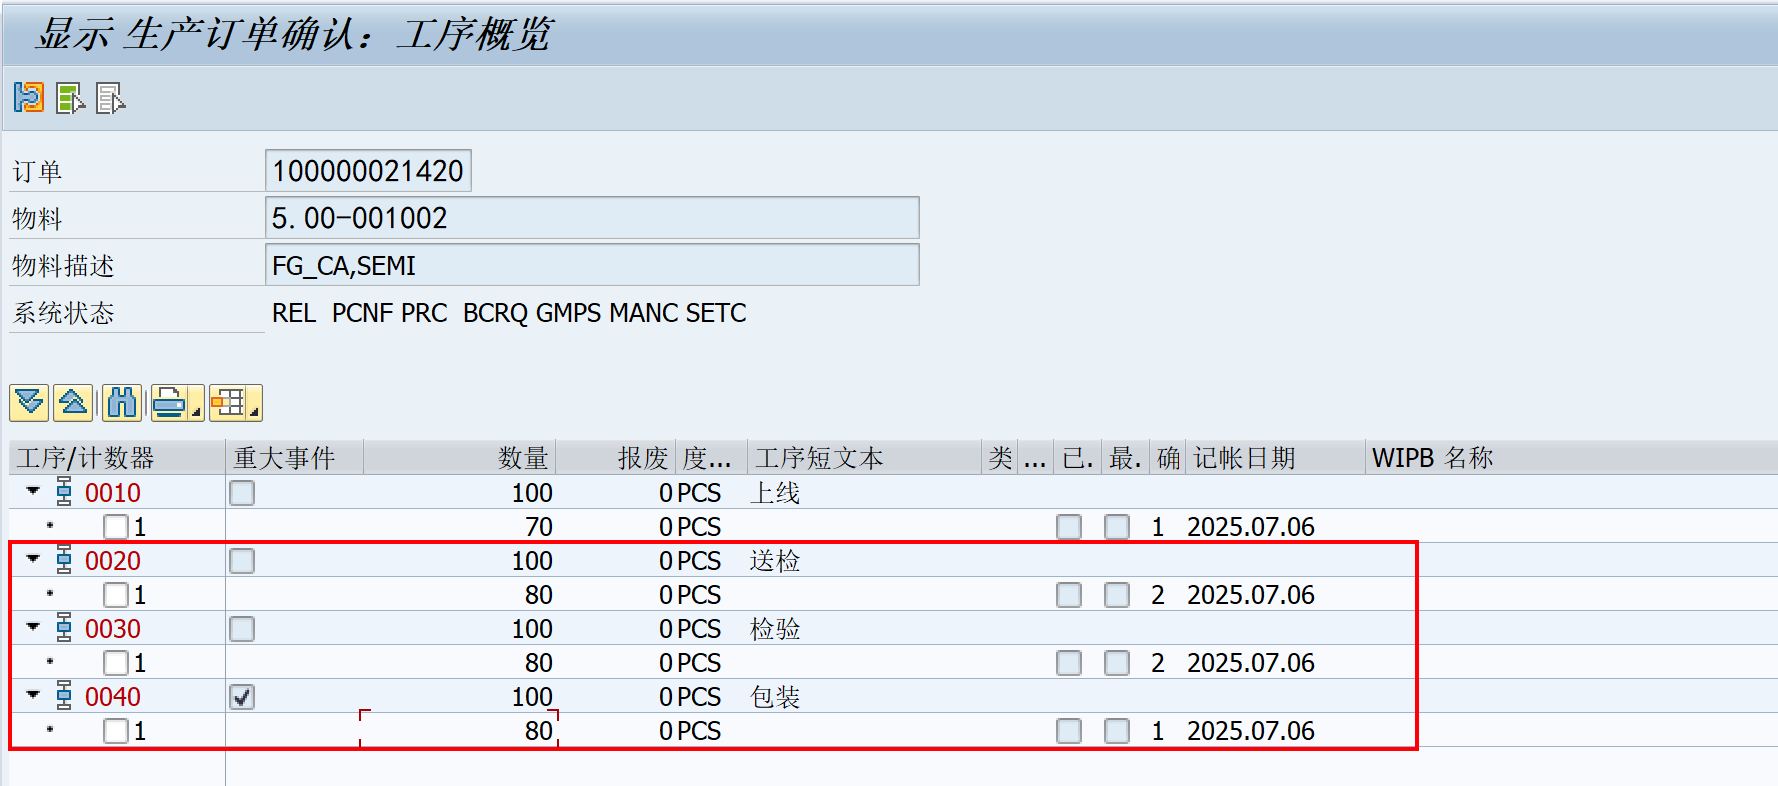 显示 生产订单确认：工序概览
订单 100000021420
物料 5.00-001002
物料描述 FG_CA,SEMI
系统状态 REL PCNF PRC BCRQ GMPS MANC SETC
工序/计数器 重大事件 数量 报废 度... 工序短文本 类 ... 已. 最. 确 记帐日期 WIPB 名称
0010 100 0 PCS 上线
1 70 0 PCS 1 2025.07.06
0020 100 0 PCS 送检
1 80 0 PCS 2 2025.07.06
0030 100 0 PCS 检验
1 80 0 PCS 2 2025.07.06
0040 100 0 PCS 包装
1 80 0 PCS 1 2025.07.06